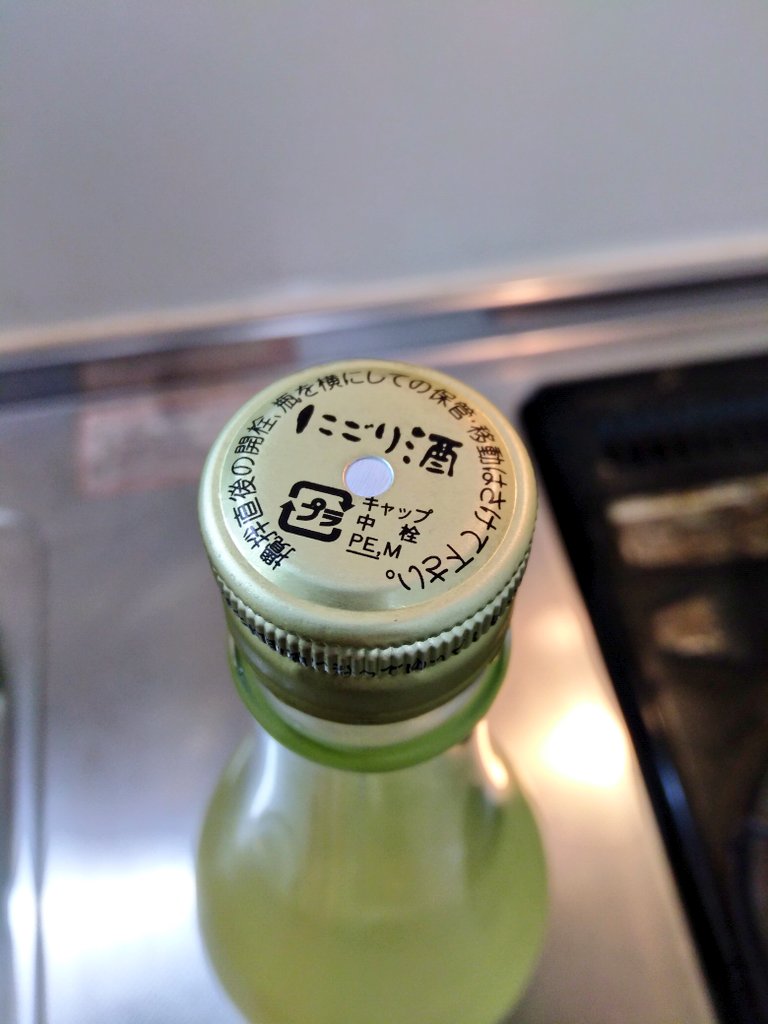 攪拌直後の開栓、瓶を横にしての保管・移動はさけて下さい。
にごり酒
プラ
キャップ
中栓
PE,M